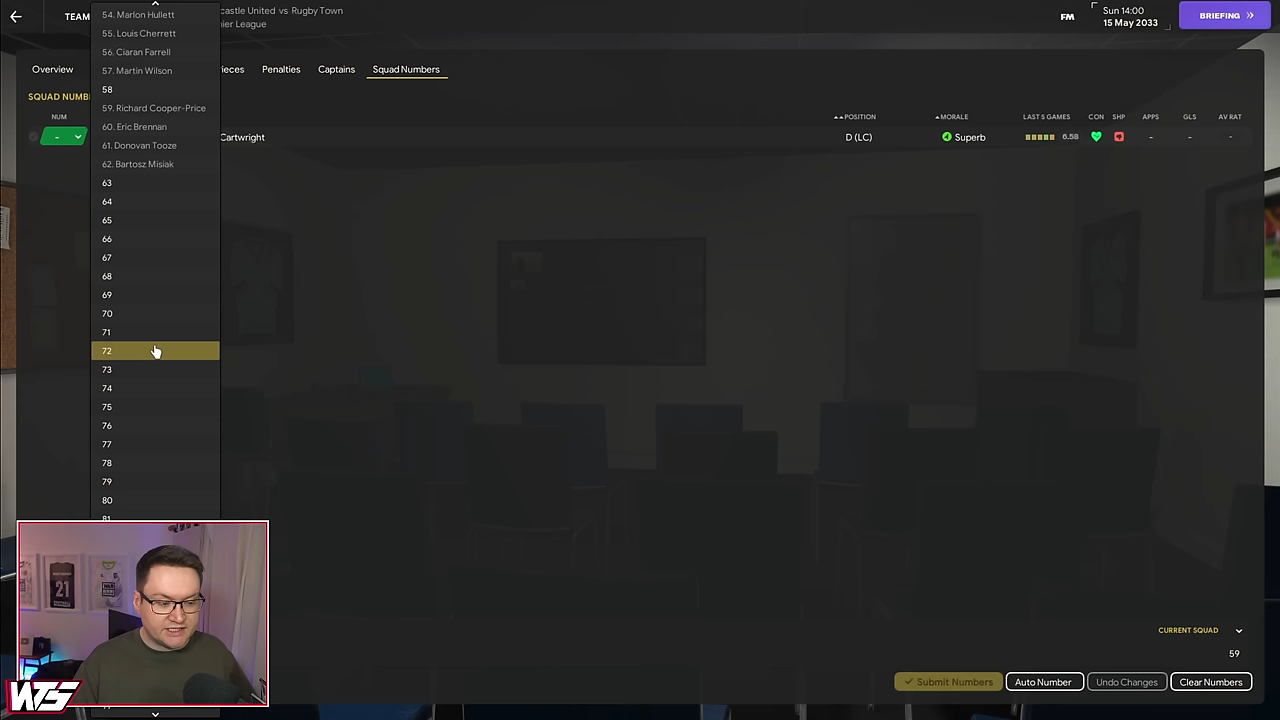 TEAM
castle United vs Rugby Town
ier League
FM
Sun 14:00
15 May 2033
BRIEFING
Overview
ieces
Penalties
Captains
Squad Numbers
SQUAD NUMB
NUM
POSITION
MORALE
LAST 5 GAMES
CON
SHP
APPS
GLS
AV RAT
-
Cartwright
D (LC)
Superb
6.58
-
-
-
54. Marlon Hullett
55. Louis Cherrett
56. Ciaran Farrell
57. Martin Wilson
58
59. Richard Cooper-Price
60. Eric Brennan
61. Donovan Tooze
62. Bartosz Misiak
63
64
65
66
67
68
69
70
71
72
73
74
75
76
77
78
79
80
81
21
WTS
CURRENT SQUAD
59
Submit Numbers
Auto Number
Undo Changes
Clear Numbers